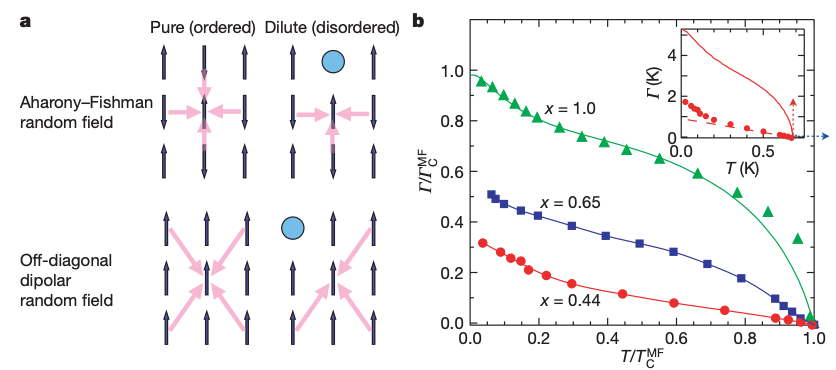 a
Pure (ordered) Dilute (disordered)
Aharony–Fishman
random field
Off-diagonal
dipolar
random field
b
Γ/Γ_C^MF
1.0
0.8
0.6
0.4
0.2
0.0
x = 1.0
x = 0.65
x = 0.44
0.0 0.2 0.4 0.6 0.8 1.0
T/T_C^MF
Γ (K)
4
2
0
0.0 0.5
T (K)